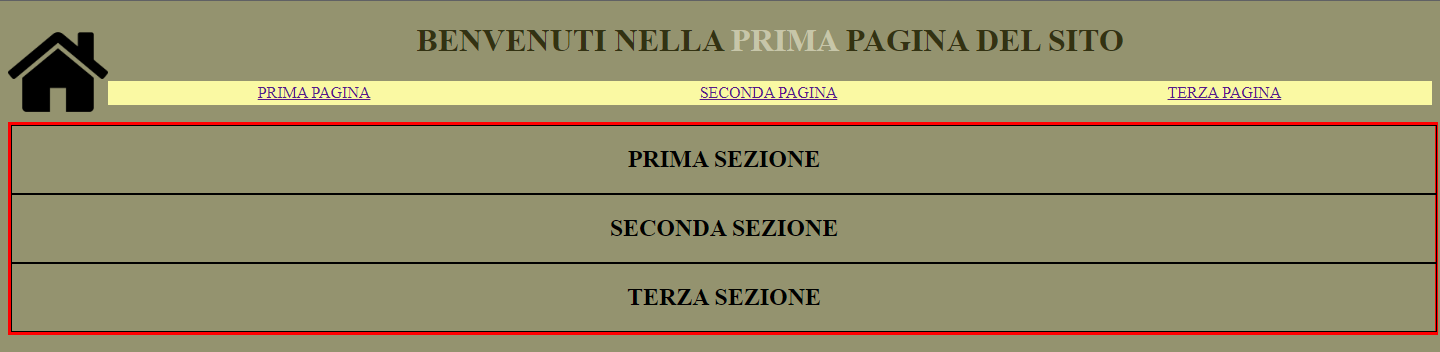 BENVENUTI NELLA PRIMA PAGINA DEL SITO
PRIMA PAGINA SECONDA PAGINA TERZA PAGINA
PRIMA SEZIONE
SECONDA SEZIONE
TERZA SEZIONE